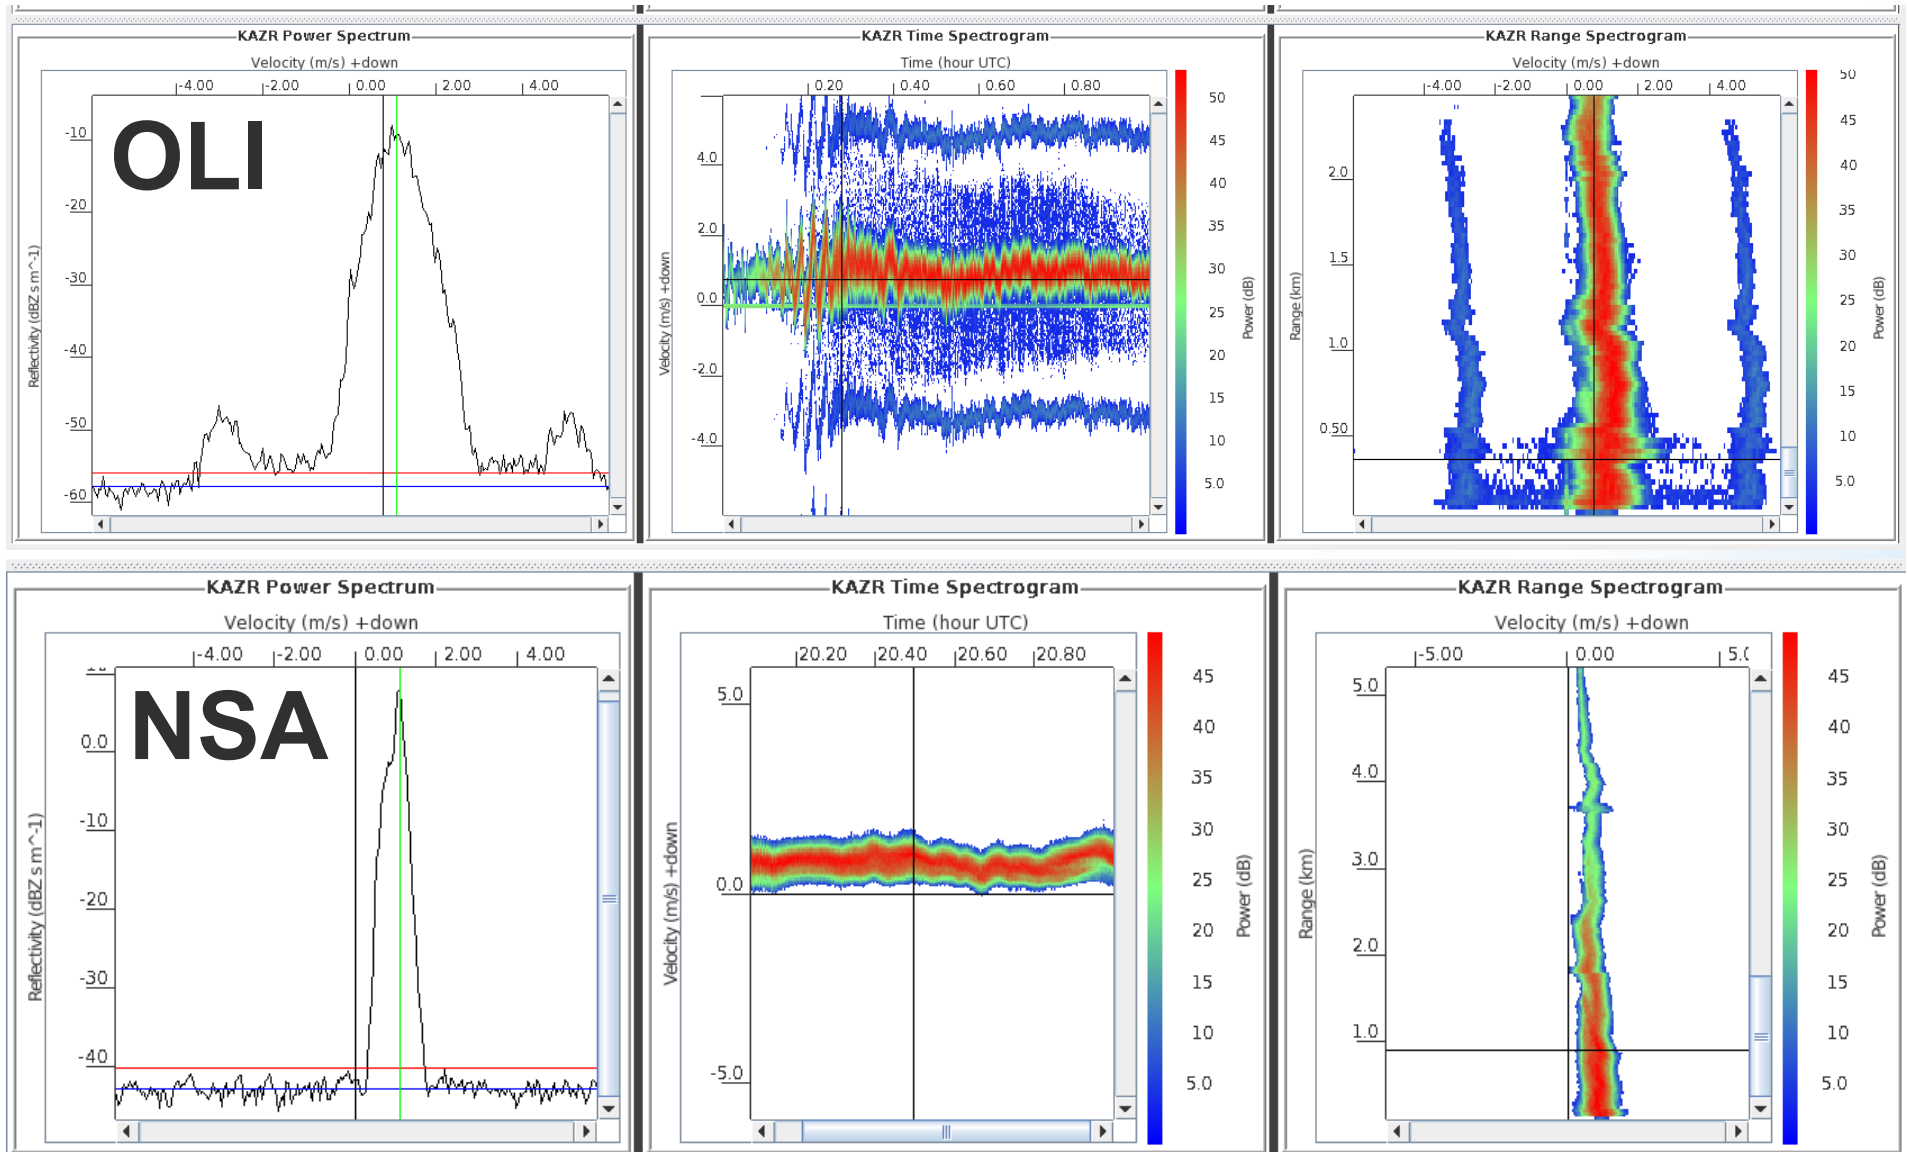 KAZR Power Spectrum
Velocity (m/s) +down
-4.00 -2.00 0.00 2.00 4.00
OLI
-10
-20
-30
-40
-50
-60
Reflectivity (dBZ s m^-1)
KAZR Time Spectrogram
Time (hour UTC)
0.20 0.40 0.60 0.80
4.0
2.0
0.0
-2.0
-4.0
Velocity (m/s) +down
50
45
40
35
30
25
20
15
10
5.0
Power (dB)
KAZR Range Spectrogram
Velocity (m/s) +down
-4.00 -2.00 0.00 2.00 4.00
2.0
1.5
1.0
0.50
Range (km)
50
45
40
35
30
25
20
15
10
5.0
Power (dB)
KAZR Power Spectrum
Velocity (m/s) +down
-4.00 -2.00 0.00 2.00 4.00
NSA
0.0
-10
-20
-30
-40
Reflectivity (dBZ s m^-1)
KAZR Time Spectrogram
Time (hour UTC)
20.20 20.40 20.60 20.80
5.0
0.0
-5.0
Velocity (m/s) +down
45
40
35
30
25
20
15
10
5.0
Power (dB)
KAZR Range Spectrogram
Velocity (m/s) +down
-5.00 0.00
5.0
4.0
3.0
2.0
1.0
Range (km)
45
40
35
30
25
20
15
10
5.0
Power (dB)